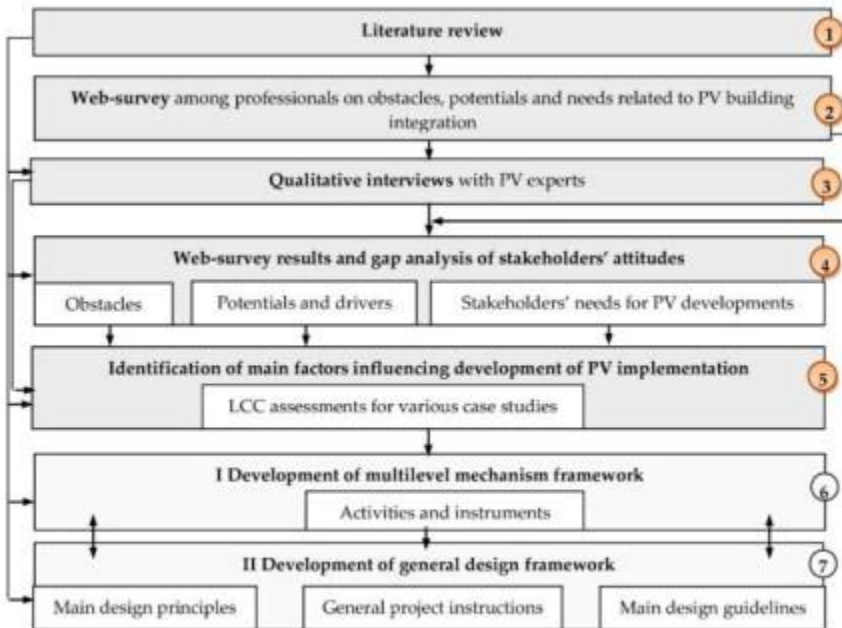 Literature review
1
Web-survey among professionals on obstacles, potentials and needs related to PV building
integration
2
Qualitative interviews with PV experts
3
Web-survey results and gap analysis of stakeholders' attitudes
4
Obstacles
Potentials and drivers
Stakeholders' needs for PV developments
Identification of main factors influencing development of PV implementation
5
LCC assessments for various case studies
I Development of multilevel mechanism framework
6
Activities and instruments
II Development of general design framework
7
Main design principles
General project instructions
Main design guidelines